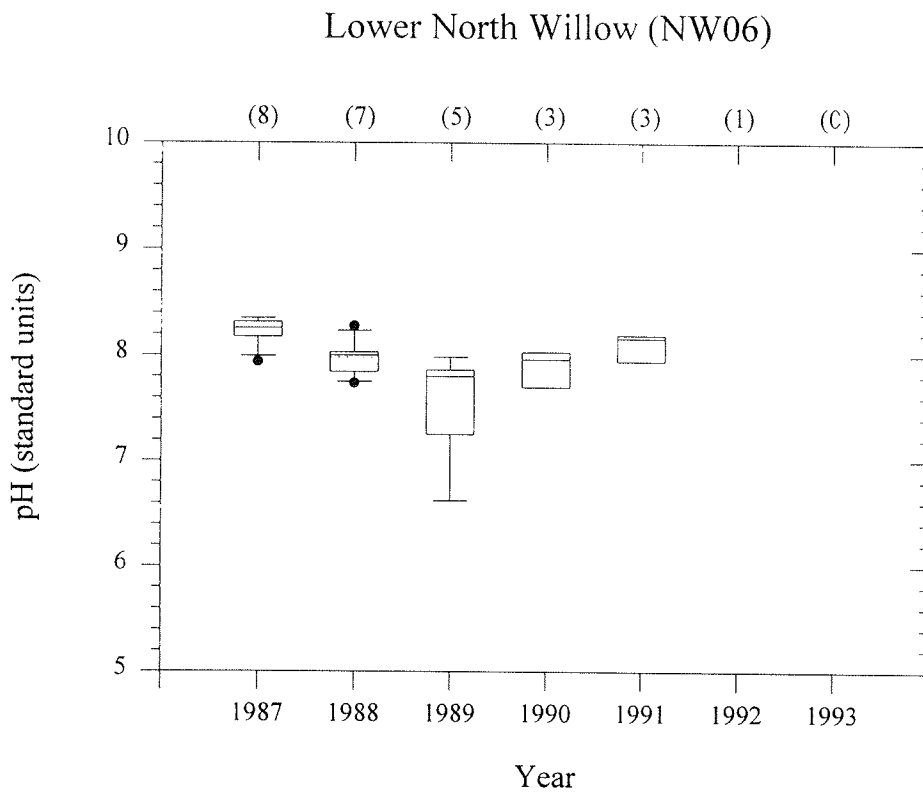 Lower North Willow (NW06)
(8) (7) (5) (3) (3) (1) (C)
10
9
8
7
6
5
pH (standard units)
1987 1988 1989 1990 1991 1992 1993
Year